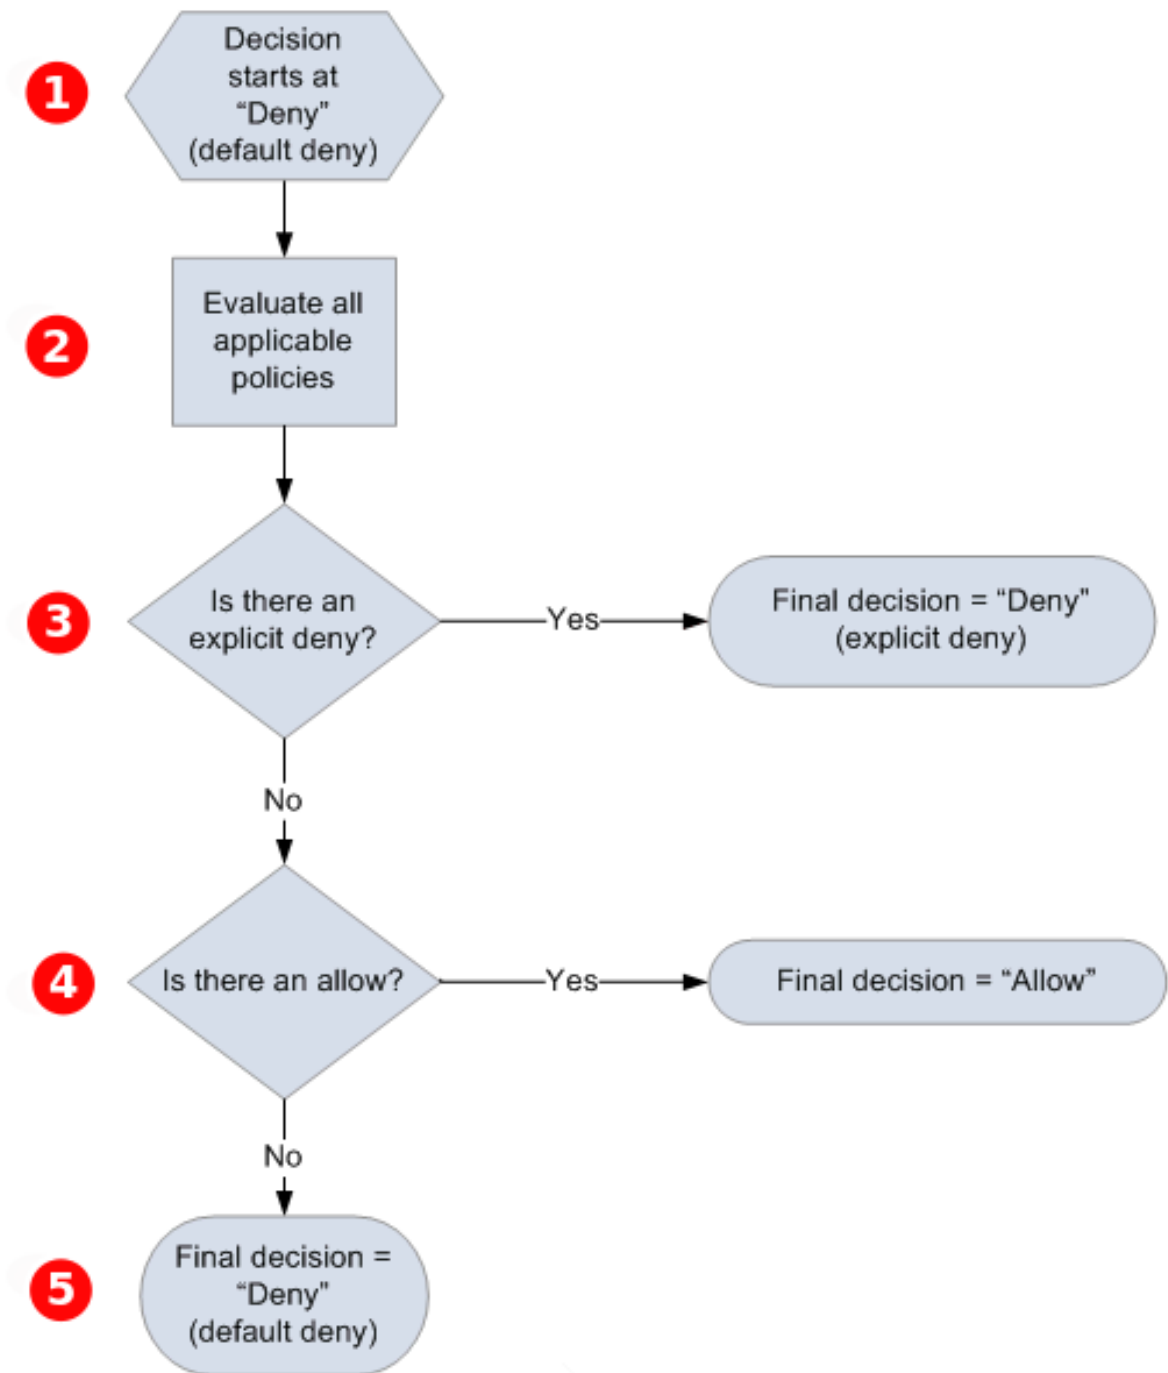 1
Decision
starts at
“Deny”
(default deny)
2
Evaluate all
applicable
policies
3
Is there an
explicit deny?
Yes
Final decision = “Deny”
(explicit deny)
No
4
Is there an allow?
Yes
Final decision = “Allow”
No
5
Final decision =
“Deny”
(default deny)